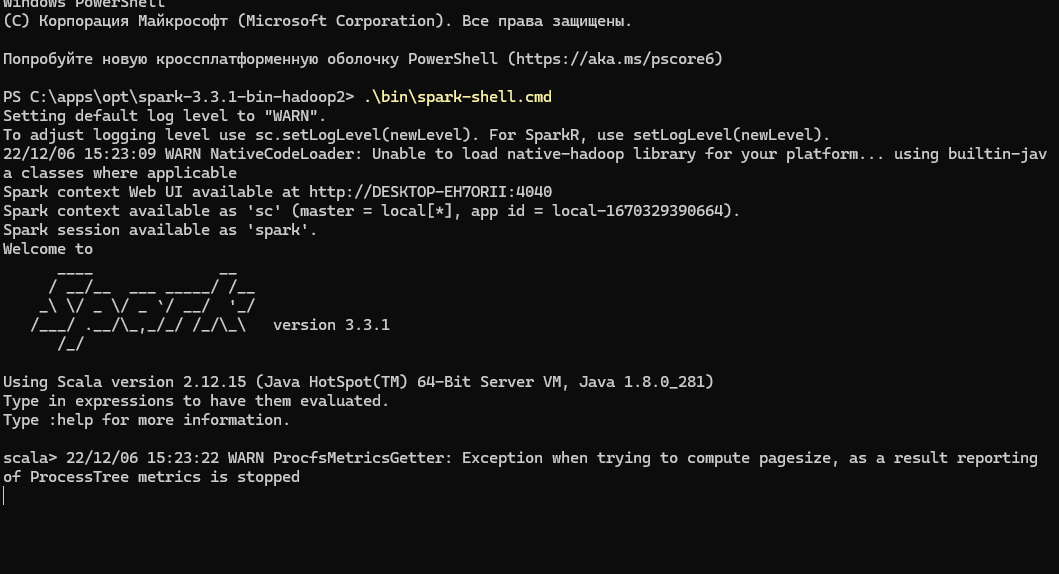 Windows PowerShell
(C) Корпорация Майкрософт (Microsoft Corporation). Все права защищены.
Попробуйте новую кроссплатформенную оболочку PowerShell (https://aka.ms/pscore6)
PS C:\apps\opt\spark-3.3.1-bin-hadoop2> .\bin\spark-shell.cmd
Setting default log level to "WARN".
To adjust logging level use sc.setLogLevel(newLevel). For SparkR, use setLogLevel(newLevel).
22/12/06 15:23:09 WARN NativeCodeLoader: Unable to load native-hadoop library for your platform... using builtin-jav
a classes where applicable
Spark context Web UI available at http://DESKTOP-EH7ORII:4040
Spark context available as 'sc' (master = local[*], app id = local-1670329390664).
Spark session available as 'spark'.
Welcome to
      ____              __
     / __/__  ___ _____/ /__
    _\ \/ _ \/ _ `/ __/  '_/
   /___/ .__/\_,_/_/ /_/\_\   version 3.3.1
      /_/
Using Scala version 2.12.15 (Java HotSpot(TM) 64-Bit Server VM, Java 1.8.0_281)
Type in expressions to have them evaluated.
Type :help for more information.
scala> 22/12/06 15:23:22 WARN ProcfsMetricsGetter: Exception when trying to compute pagesize, as a result reporting
of ProcessTree metrics is stopped